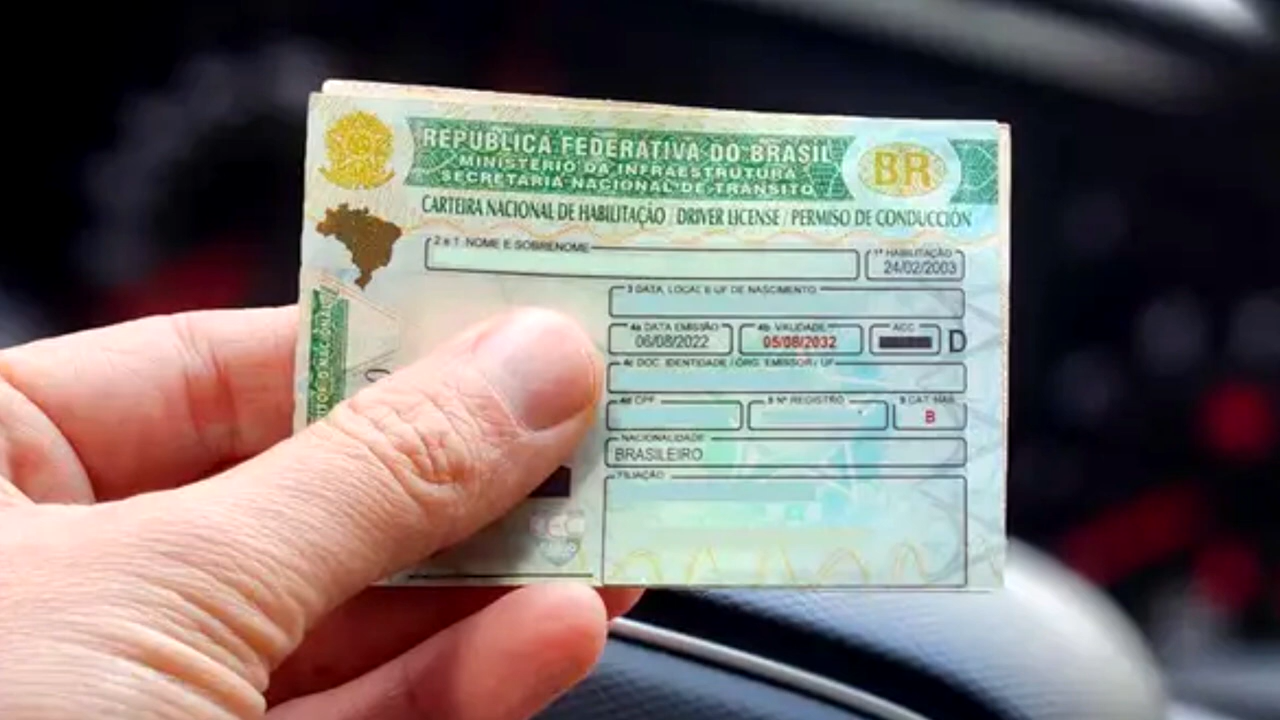 REPÚBLICA FEDERATIVA DO BRASIL
MINISTÉRIO DA INFRAESTRUTURA
SECRETARIA NACIONAL DE TRÂNSITO
BR
CARTEIRA NACIONAL DE HABILITAÇÃO / DRIVER LICENSE / PERMISO DE CONDUCCIÓN
2 e 1 NOME E SOBRENOME
1ª HABILITAÇÃO
24/02/2003
3 DATA, LOCAL E UF DE NASCIMENTO
4a DATA EMISSÃO
06/08/2022
4b VALIDADE
05/08/2032
ACC
D
4c DOC. IDENTIDADE / ÓRG. EMISSOR / UF
4d CPF
5 Nº REGISTRO
9 CAT. HAB.
B
NACIONALIDADE
BRASILEIRO
FILIAÇÃO